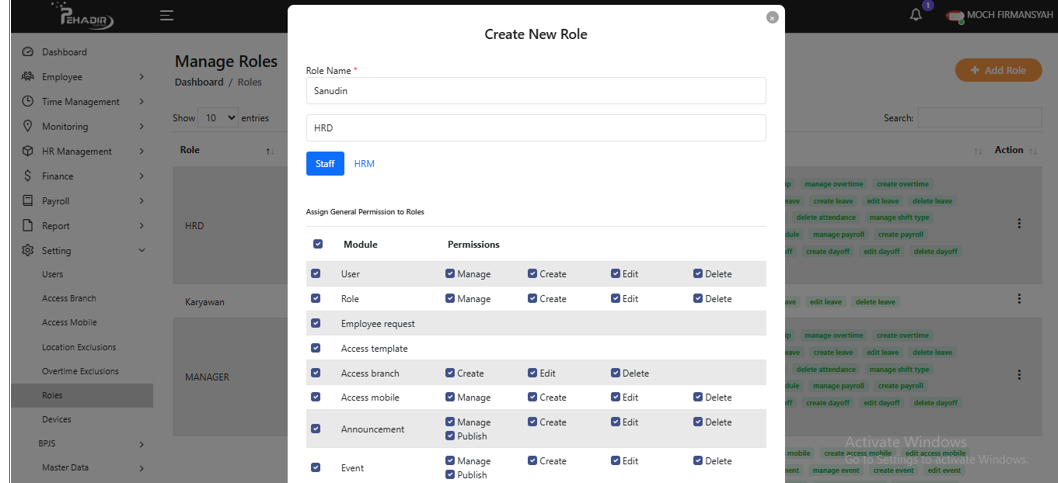 PEHADIR
1
MOCH FIRMANSYAH
Dashboard
Employee
Time Management
Monitoring
HR Management
Finance
Payroll
Report
Setting
Users
Access Branch
Access Mobile
Location Exclusions
Overtime Exclusions
Roles
Devices
BPJS
Master Data
Manage Roles
Dashboard / Roles
+ Add Role
Show 10 entries
Search:
Role
Action
HRD
manage overtime create overtime
create leave edit leave delete leave
delete attendance manage shift type
manage payroll create payroll
create dayoff edit dayoff delete dayoff
Karyawan
edit leave delete leave
MANAGER
manage overtime create overtime
create leave edit leave delete leave
delete attendance manage shift type
manage payroll create payroll
create dayoff edit dayoff delete dayoff
create access mobile edit access mobile
manage event create event edit event
Create New Role
Role Name *
Sanudin
HRD
Staff HRM
Assign General Permission to Roles
Module Permissions
User Manage Create Edit Delete
Role Manage Create Edit Delete
Employee request
Access template
Access branch Create Edit Delete
Access mobile Manage Create Edit Delete
Announcement Manage Create Edit Delete
Publish
Event Manage Create Edit Delete
Publish
Activate Windows
Go to Settings to activate Windows.